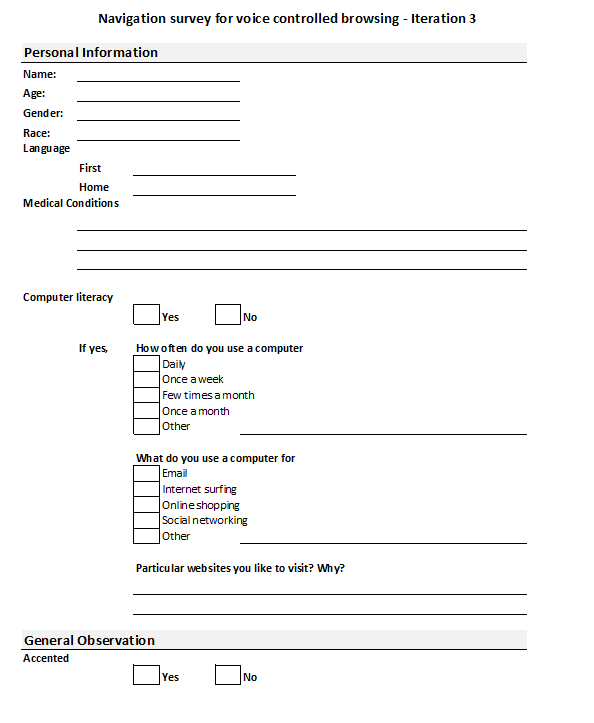 Navigation survey for voice controlled browsing - Iteration 3
Personal Information
Name:
Age:
Gender:
Race:
Language
First
Home
Medical Conditions
Computer literacy
Yes No
If yes, How often do you use a computer
Daily
Once a week
Few times a month
Once a month
Other
What do you use a computer for
Email
Internet surfing
Online shopping
Social networking
Other
Particular websites you like to visit? Why?
General Observation
Accented
Yes No